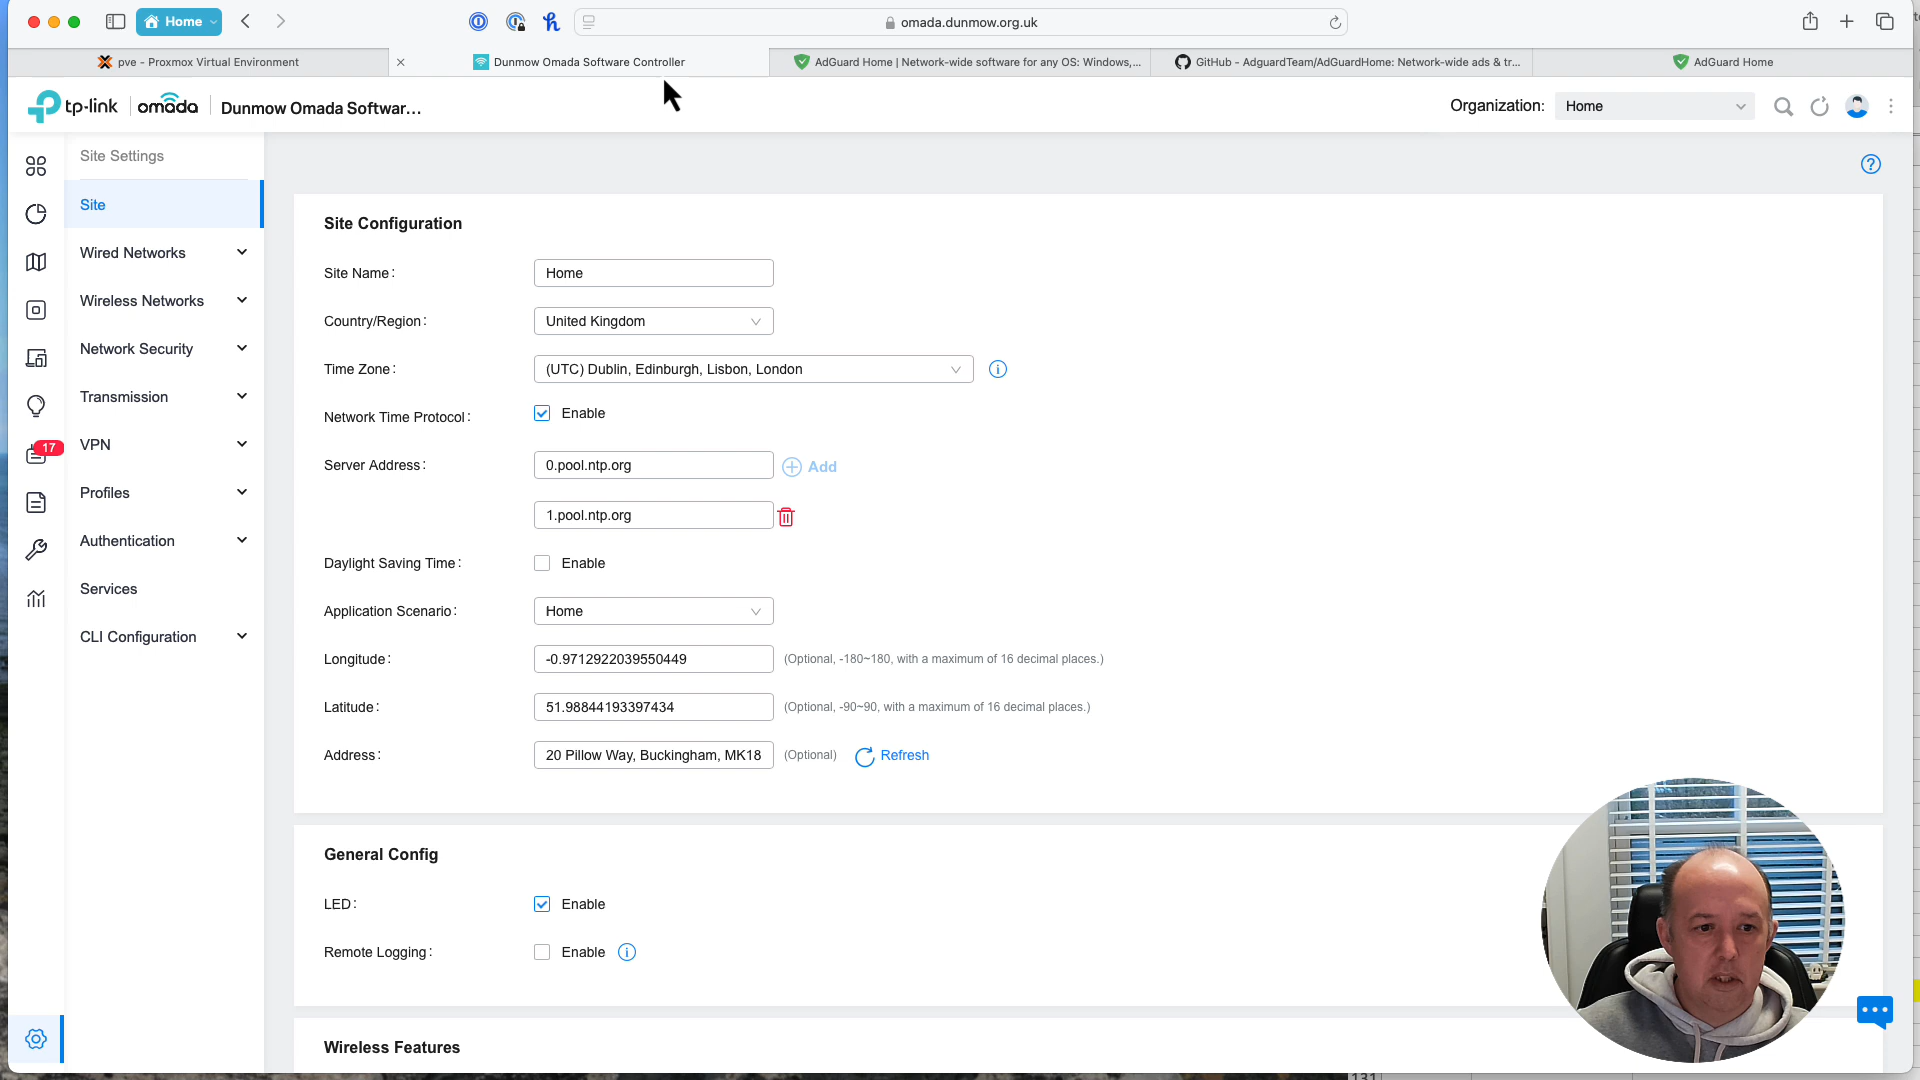 Home
omada.dunmow.org.uk
pve - Proxmox Virtual Environment
Dunmow Omada Software Controller
AdGuard Home | Network-wide software for any OS: Windows,...
GitHub - AdguardTeam/AdGuardHome: Network-wide ads & tr...
AdGuard Home
tp-link
omada
Dunmow Omada Softwar...
Organization:
Home
Site Settings
Site
Wired Networks
Wireless Networks
Network Security
Transmission
VPN
Profiles
Authentication
Services
CLI Configuration
17
Site Configuration
Site Name:
Home
Country/Region:
United Kingdom
Time Zone:
(UTC) Dublin, Edinburgh, Lisbon, London
Network Time Protocol:
Enable
Server Address:
0.pool.ntp.org
Add
1.pool.ntp.org
Daylight Saving Time:
Enable
Application Scenario:
Home
Longitude:
-0.9712922039550449
(Optional, -180~180, with a maximum of 16 decimal places.)
Latitude:
51.98844193397434
(Optional, -90~90, with a maximum of 16 decimal places.)
Address:
20 Pillow Way, Buckingham, MK18
(Optional)
Refresh
General Config
LED:
Enable
Remote Logging:
Enable
Wireless Features